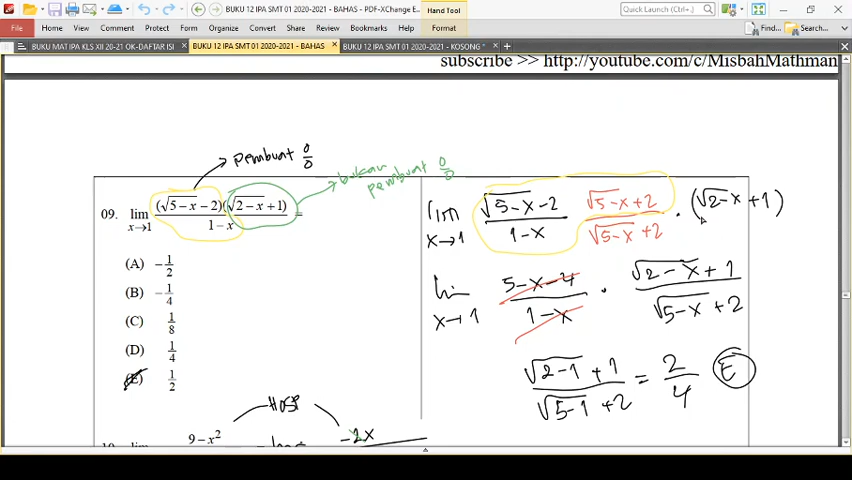 BUKU 12 IPA SMT 01 2020-2021 - BAHAS - PDF-XChange E...
Hand Tool
Quick Launch (Ctrl+.)
File Home Convert Protect Form Organize View Comment Share Review Bookmarks Help Format Find... Search...
BUKU MAT IPA KLS XII 20-21 OK-DAFTAR ISI × BUKU 12 IPA SMT 01 2020-2021 - BAHAS × BUKU 12 IPA SMT 01 2020-2021 - KOSONG * ×
subscribe >> http://youtube.com/c/MisbahMathman
pembuat 0/0
bukan pembuat 0/0
09. lim x→1 (√5−x −2)(√2−x +1) / 1−x =
(A) −1/2
(B) −1/4
(C) 1/8
(D) 1/4
(E) 1/2
lim x→1 √5-x -2 / 1-x √5-x +2 / √5-x +2 . (√2-x +1)
lim x→1 5-x-4 / 1-x . √2-x +1 / √5-x +2
√2-1 +1 / √5-1 +2 = 2/4 E
HOSP
9−x² -2x